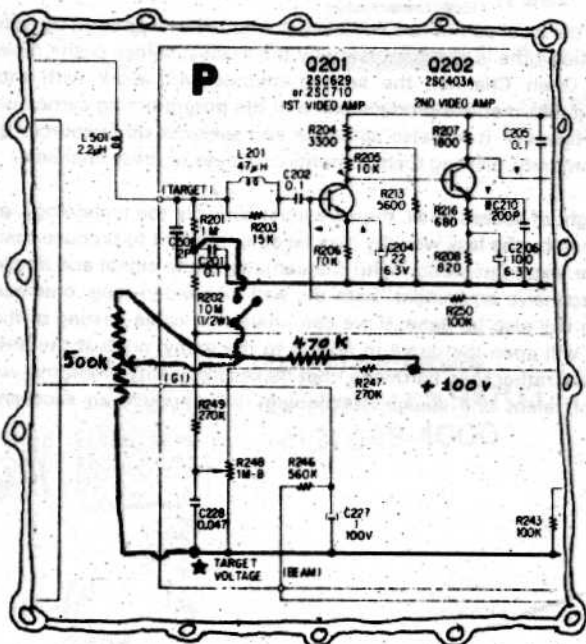 P
Q201
2SC629
or 2SC710
1ST VIDEO AMP
Q202
2SC403A
2ND VIDEO AMP
L501
2.2μH
R204
3300
R207
1800
C205
0.1
L201
47μH
C202
0.1
R205
10K
R213
5600
(TARGET)
R201
1M
R203
15K
R216
680
C210
200P
2P
C201
0.1
10K
22
6.3V
R208
820
C206
100
6.3V
R202
10M
(1/2W)
R250
100K
470K
500K
(G1)
R247
270K
+100V
R249
270K
R248
1M-B
R246
560K
C228
0.047
C227
1
100V
R243
100K
★ TARGET
VOLTAGE
(BEAM)